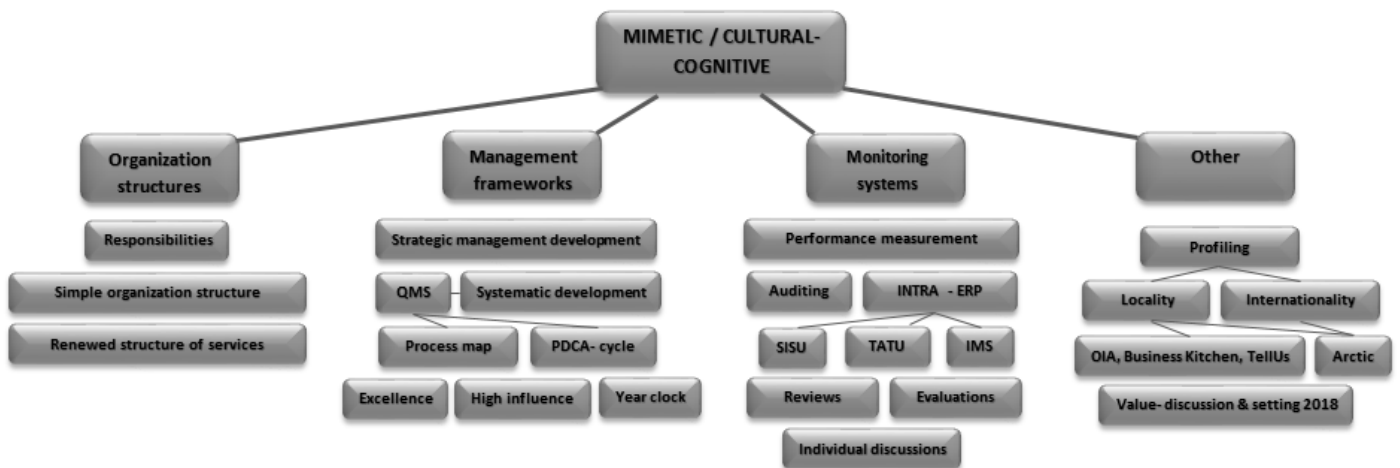 MIMETIC / CULTURAL-
COGNITIVE
Organization
structures
Management
frameworks
Monitoring
systems
Other
Responsibilities
Simple organization structure
Renewed structure of services
Strategic management development
QMS
Systematic development
Process map
PDCA- cycle
Excellence
High influence
Year clock
Performance measurement
Auditing
INTRA - ERP
SISU
TATU
IMS
Reviews
Evaluations
Individual discussions
Profiling
Locality
Internationality
OIA, Business Kitchen, TellUs
Arctic
Value- discussion & setting 2018